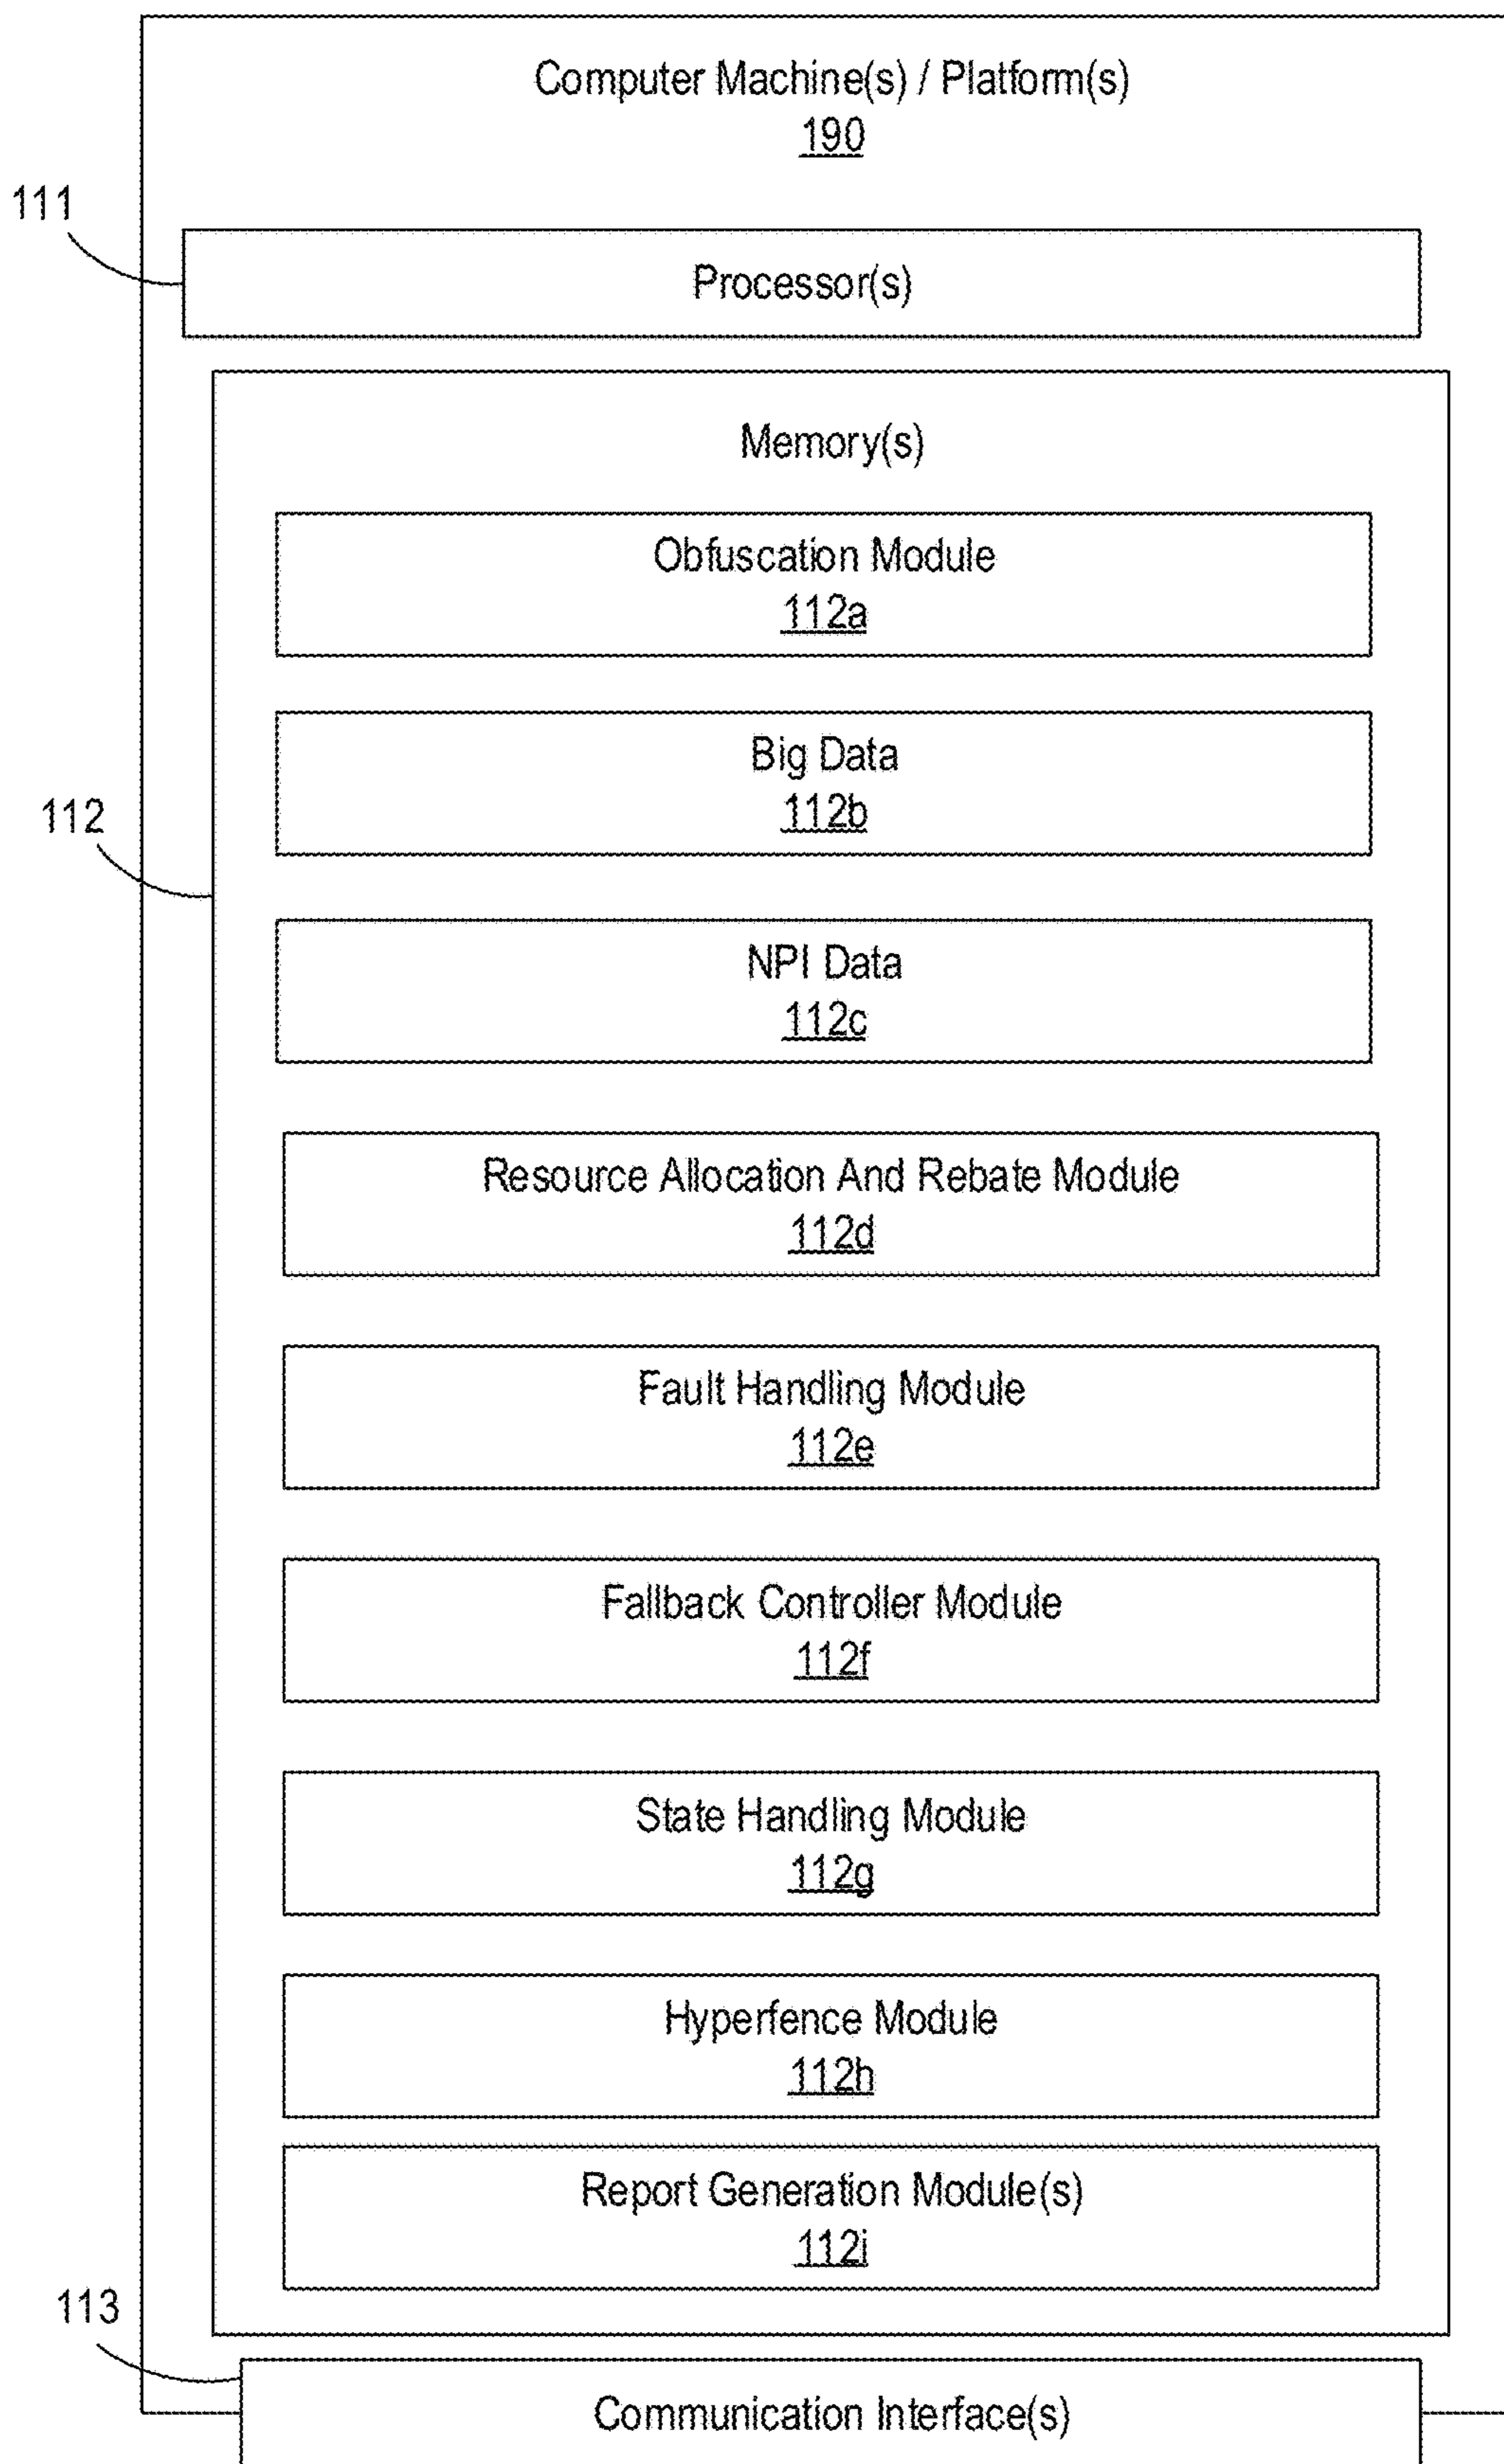 Computer Machine(s) / Platform(s)
190
111
Processor(s)
Memory(s)
Obfuscation Module
112a
Big Data
112b
112
NPI Data
112c
Resource Allocation And Rebate Module
112d
Fault Handling Module
112e
Fallback Controller Module
112f
State Handling Module
112g
Hyperfence Module
112h
Report Generation Module(s)
112i
113
Communication Interface(s)